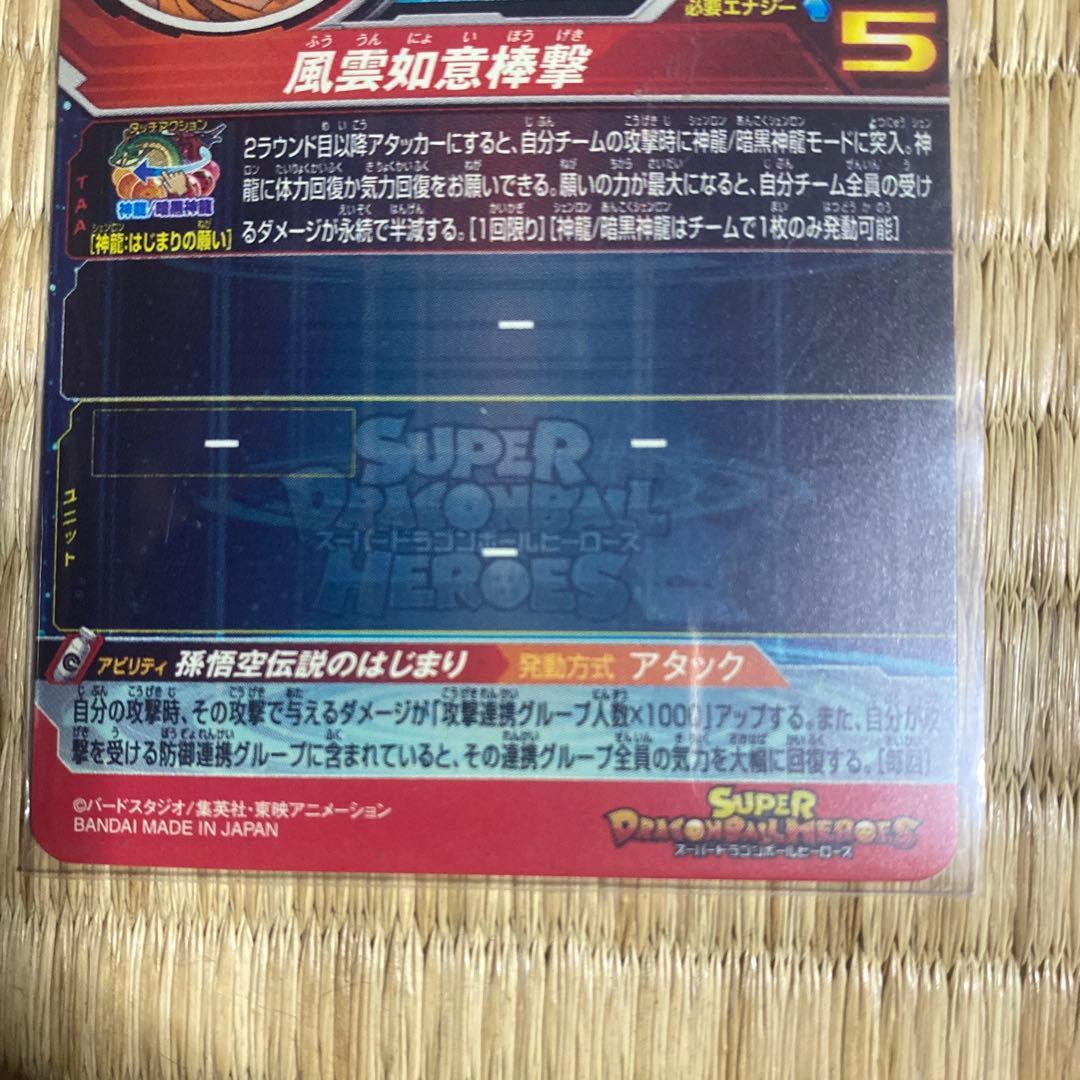 必要エナジー
5
ふううんにょいぼうげき
風雲如意棒撃
タッチアクション
神龍/暗黒神龍
TAA
[神龍:はじまりの願い]
2ラウンド目以降アタッカーにすると、自分チームの攻撃時に神龍/暗黒神龍モードに突入。神
龍に体力回復か気力回復をお願いできる。願いの力が最大になると、自分チーム全員の受け
るダメージが永続で半減する。[1回限り][神龍/暗黒神龍はチームで1枚のみ発動可能]
ー
ユニット
ー
ー
ー
SUPER
DRAGONBALL
スーパードラゴンボールヒーローズ
HEROES
アビリティ 孫悟空伝説のはじまり 発動方式 アタック
自分の攻撃時、その攻撃で与えるダメージが「攻撃連携グループ人数×1000」アップする。また、自分が攻
撃を受ける防御連携グループに含まれていると、その連携グループ全員の気力を大幅に回復する。[毎回]
©バードスタジオ/集英社・東映アニメーション
BANDAI MADE IN JAPAN
SUPER
DRAGONBALL HEROES
スーパードラゴンボールヒーローズ